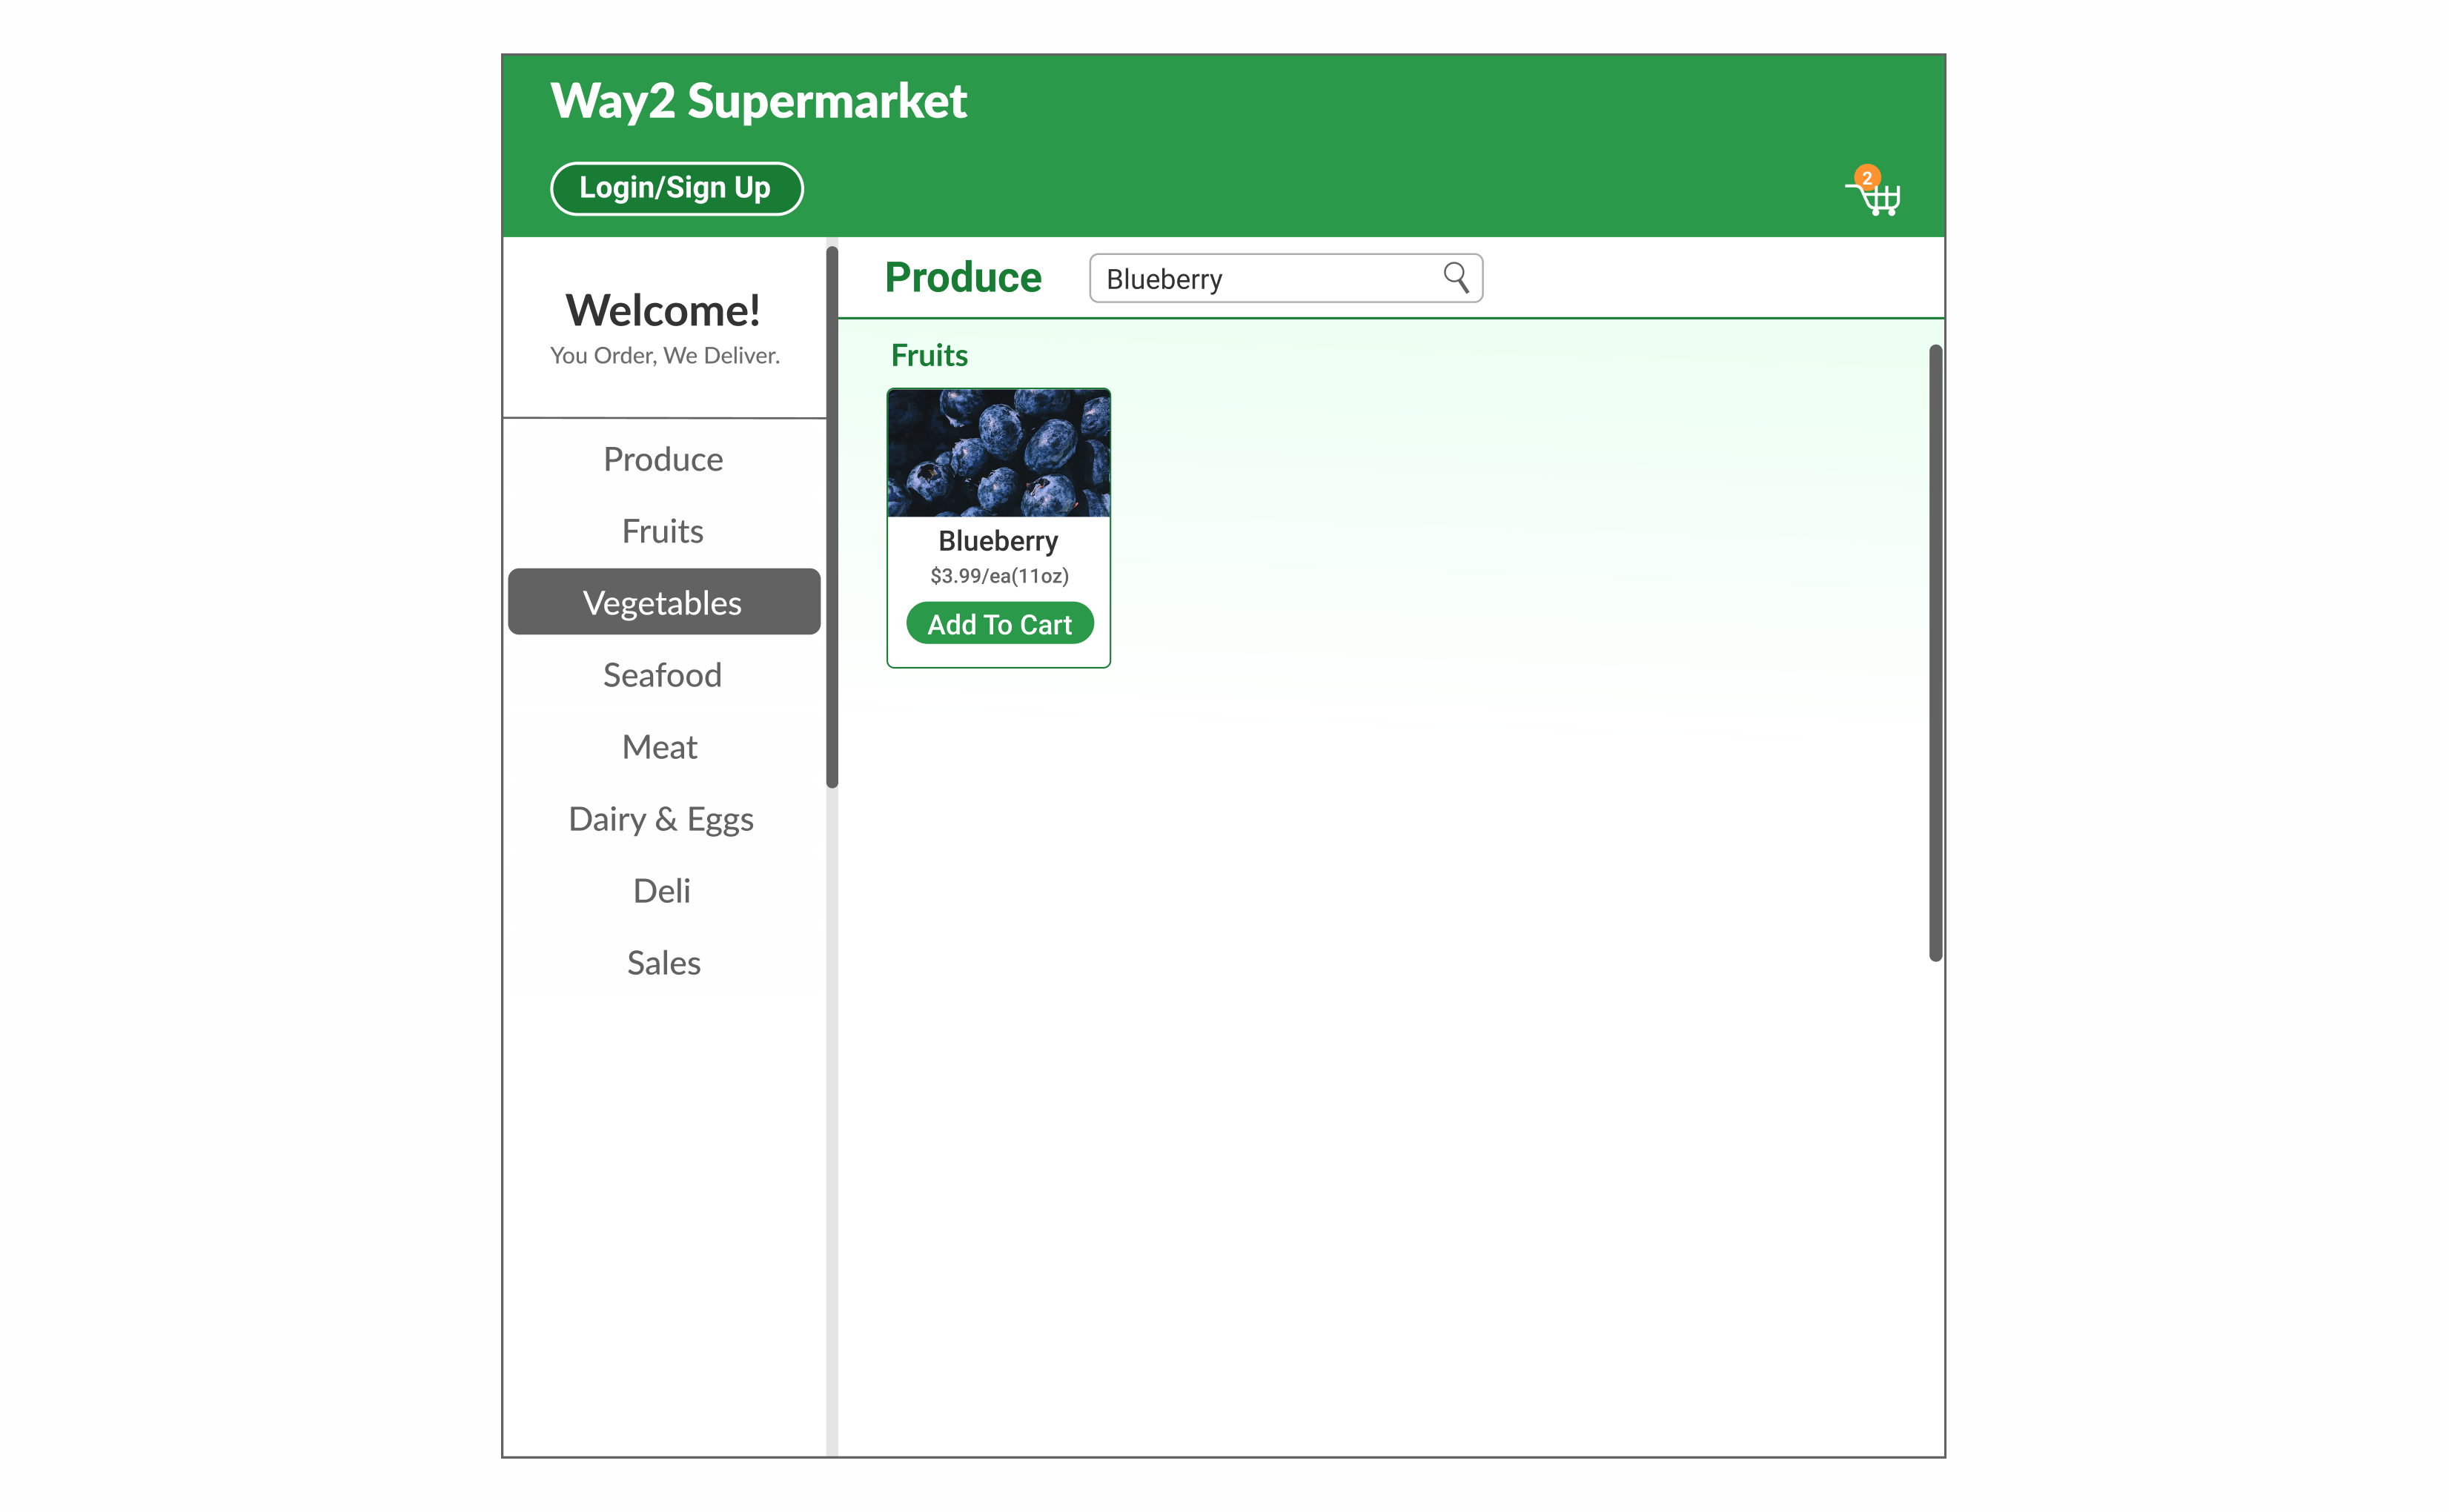 Way2 Supermarket
Login/Sign Up
2
Welcome!
You Order, We Deliver.
Produce
Fruits
Vegetables
Seafood
Meat
Dairy & Eggs
Deli
Sales
Produce
Blueberry
Fruits
Blueberry
$3.99/ea(11oz)
Add To Cart